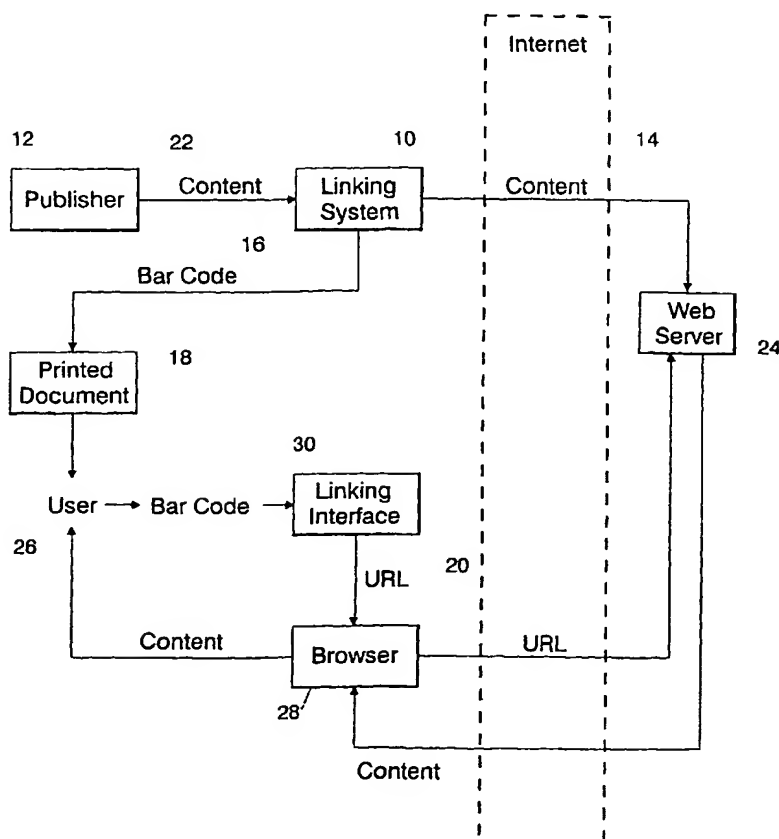 Internet
12
22
10
14
Publisher
Content
Linking
System
Content
16
Bar Code
Web
Server
24
Printed
Document
18
30
User
Bar Code
Linking
Interface
26
URL
20
Content
Browser
URL
28
Content